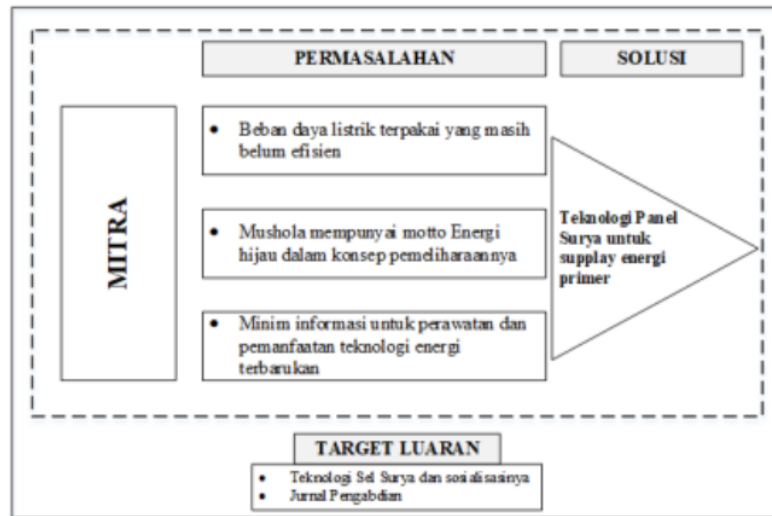 PERMASALAHAN
SOLUSI
MITRA
• Beban daya listrik terpakai yang masih
belum efisien
• Mushola mempunyai motto Energi
hijau dalam konsep pemeliharaannya
• Minim informasi untuk perawatan dan
pemanfaatan teknologi energi
terbarukan
Teknologi Panel
Surya untuk
supplay energi
primer
TARGET LUARAN
• Teknologi Sel Surya dan sosialisasinya
• Jurnal Pengabdian